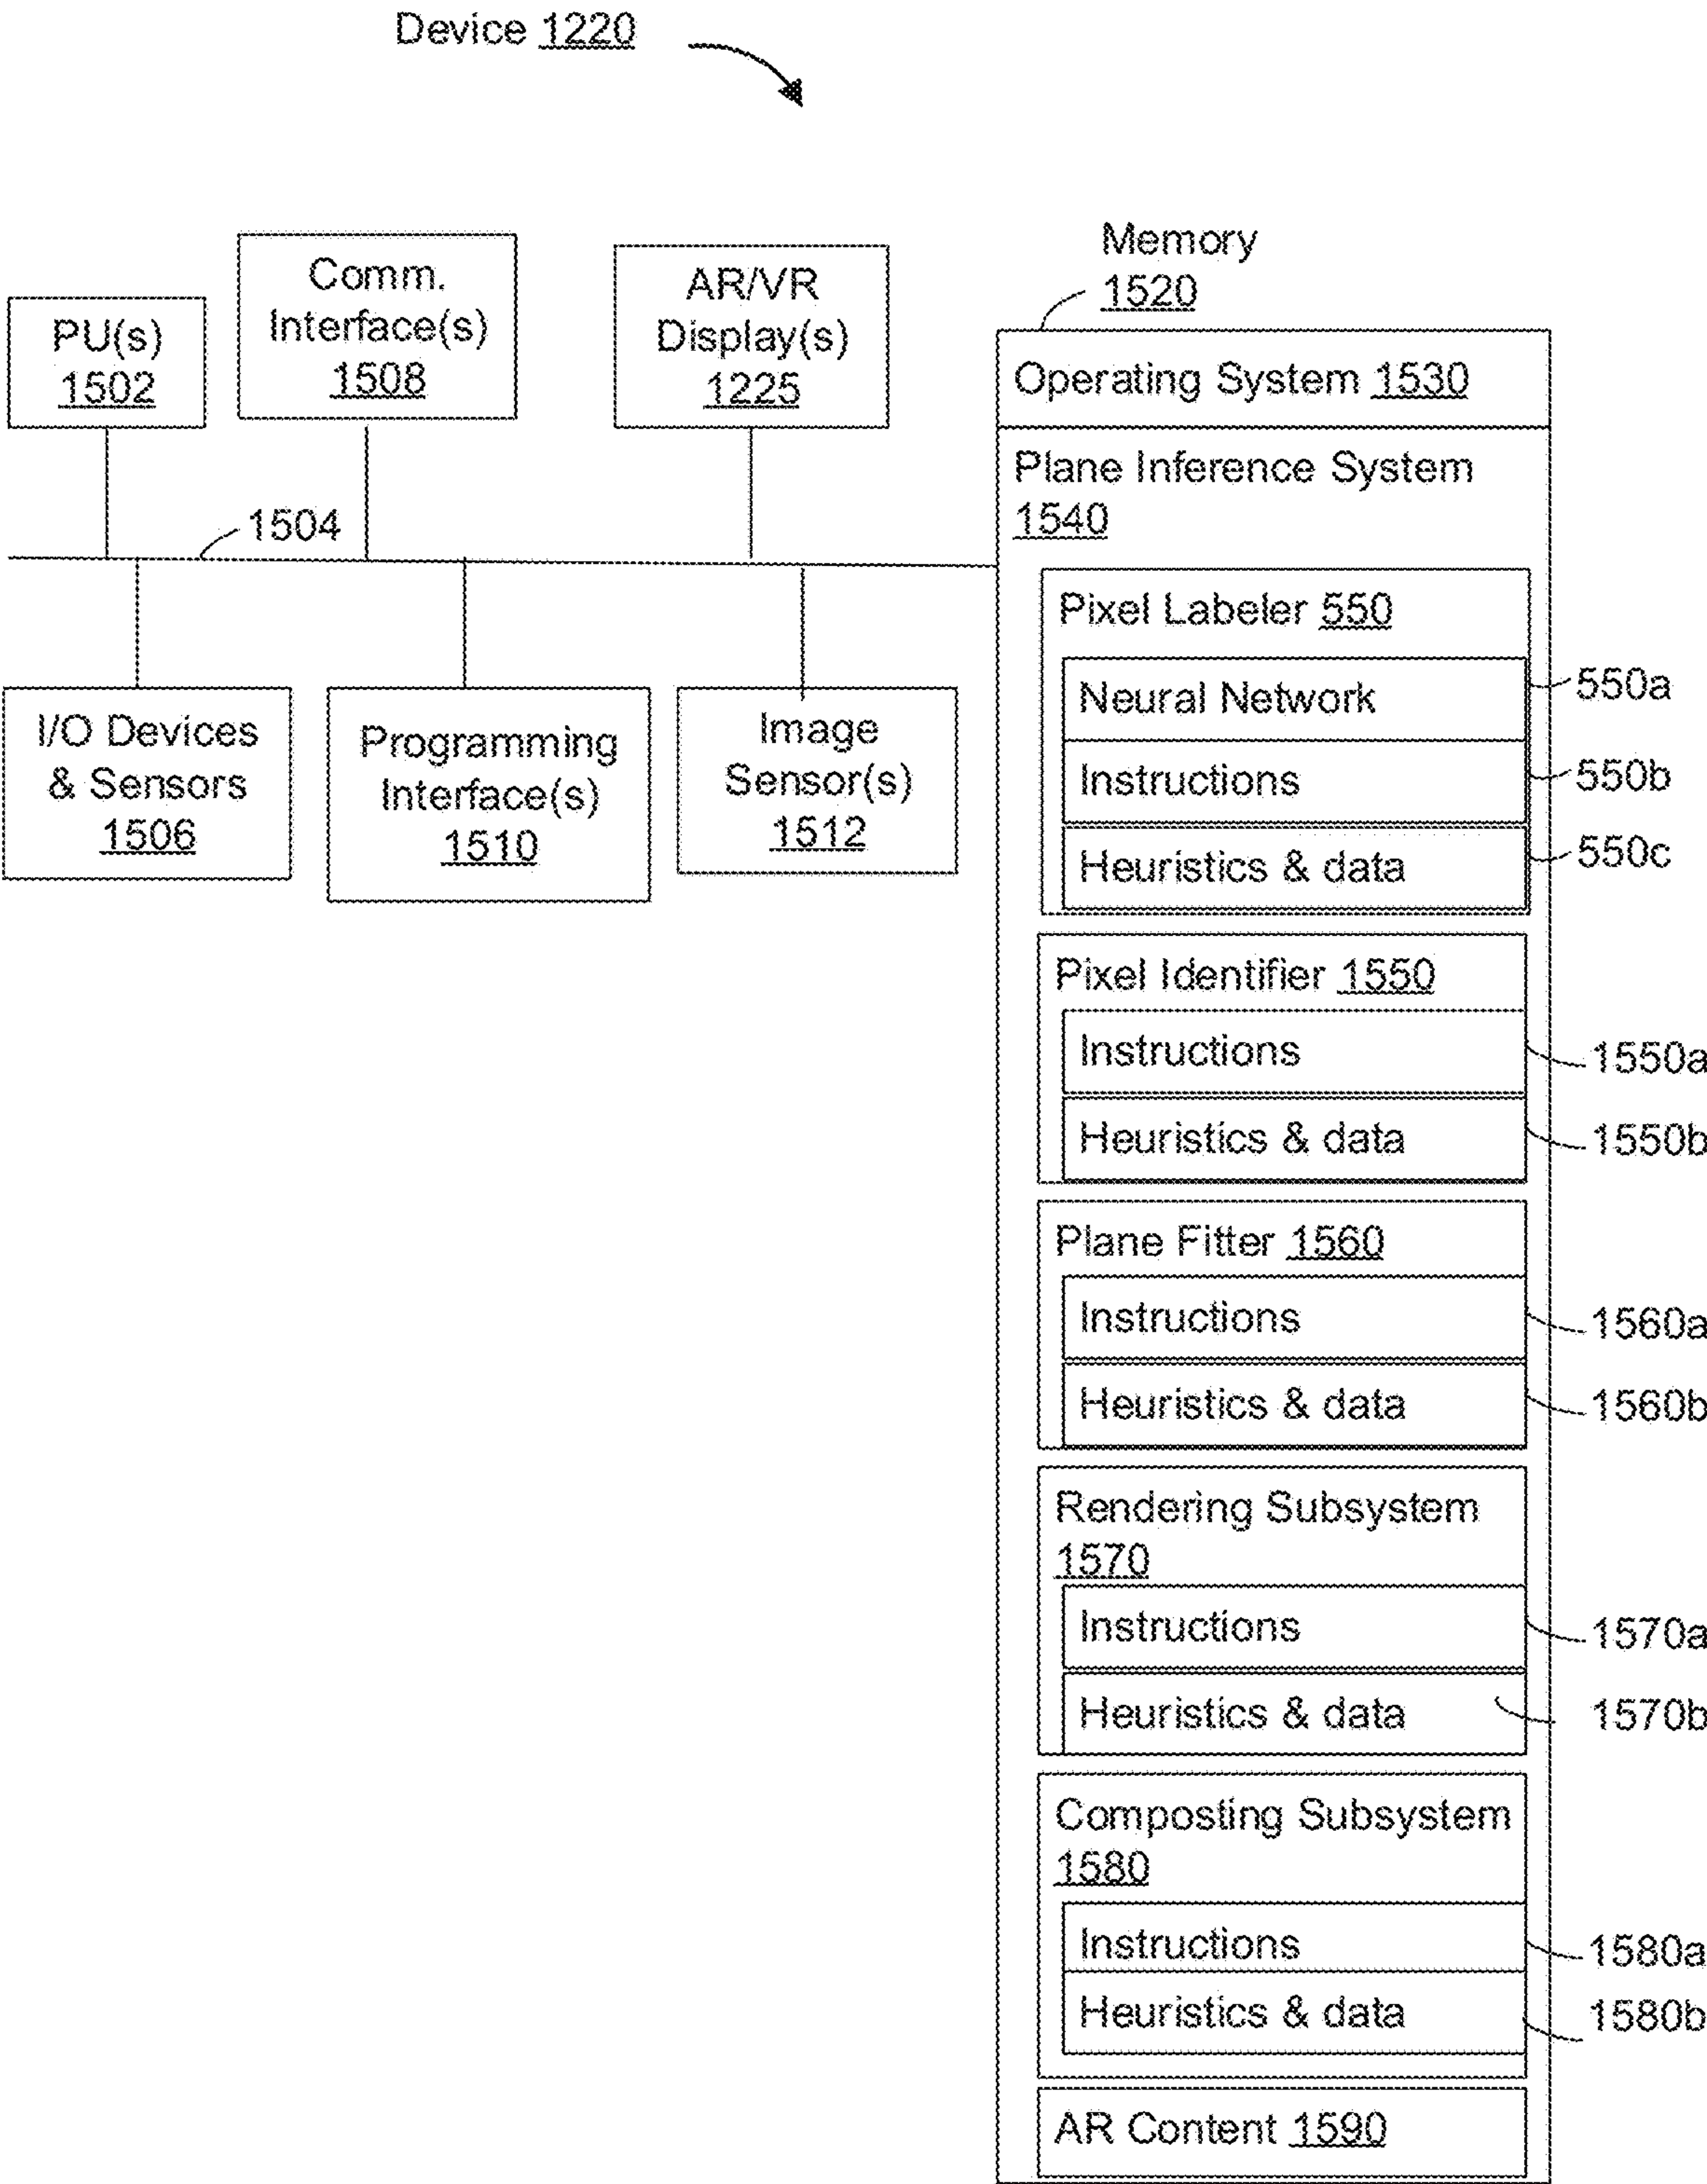 Device 1220
Comm.
Interface(s)
1508
AR/VR
Display(s)
1225
PU(s)
1502
1504
I/O Devices
& Sensors
1506
Programming
Interface(s)
1510
Image
Sensor(s)
1512
Memory
1520
Operating System 1530
Plane Inference System
1540
Pixel Labeler 550
Neural Network
550a
Instructions
550b
Heuristics & data
550c
Pixel Identifier 1550
Instructions
1550a
Heuristics & data
1550b
Plane Fitter 1560
Instructions
1560a
Heuristics & data
1560b
Rendering Subsystem
1570
Instructions
1570a
Heuristics & data
1570b
Composting Subsystem
1580
Instructions
1580a
Heuristics & data
1580b
AR Content 1590